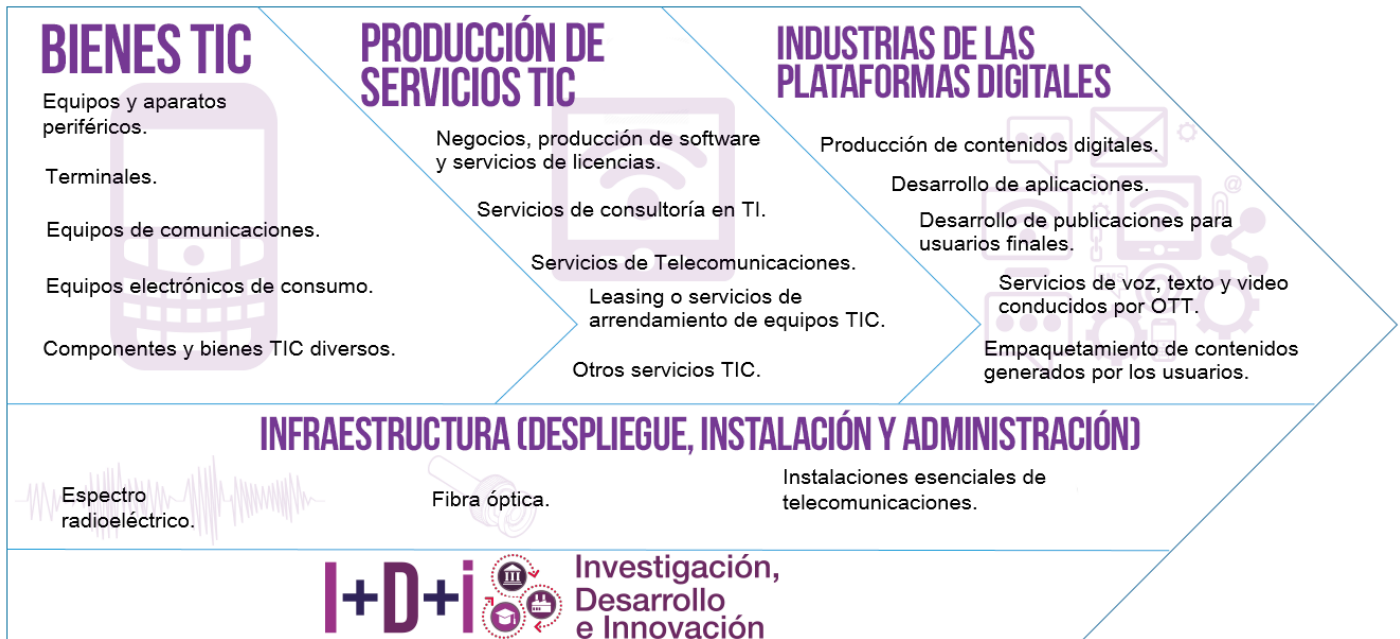 BIENES TIC
Equipos y aparatos
periféricos.
Terminales.
Equipos de comunicaciones.
Equipos electrónicos de consumo.
Componentes y bienes TIC diversos.
PRODUCCIÓN DE
SERVICIOS TIC
Negocios, producción de software
y servicios de licencias.
Servicios de consultoría en TI.
Servicios de Telecomunicaciones.
Leasing o servicios de
arrendamiento de equipos TIC.
Otros servicios TIC.
INDUSTRIAS DE LAS
PLATAFORMAS DIGITALES
Producción de contenidos digitales.
Desarrollo de aplicaciones.
Desarrollo de publicaciones para
usuarios finales.
Servicios de voz, texto y video
conducidos por OTT.
Empaquetamiento de contenidos
generados por los usuarios.
INFRAESTRUCTURA (DESPLIEGUE, INSTALACIÓN Y ADMINISTRACIÓN)
Espectro
radioeléctrico.
Fibra óptica.
Instalaciones esenciales de
telecomunicaciones.
I+D+i
Investigación,
Desarrollo
e Innovación